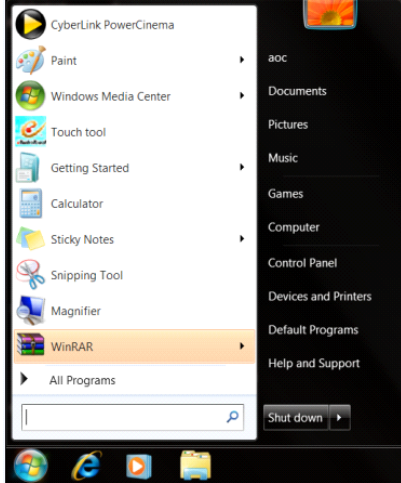 CyberLink PowerCinema
Paint
Windows Media Center
Touch tool
Getting Started
Calculator
Sticky Notes
Snipping Tool
Magnifier
WinRAR
All Programs
aoc
Documents
Pictures
Music
Games
Computer
Control Panel
Devices and Printers
Default Programs
Help and Support
Shut down